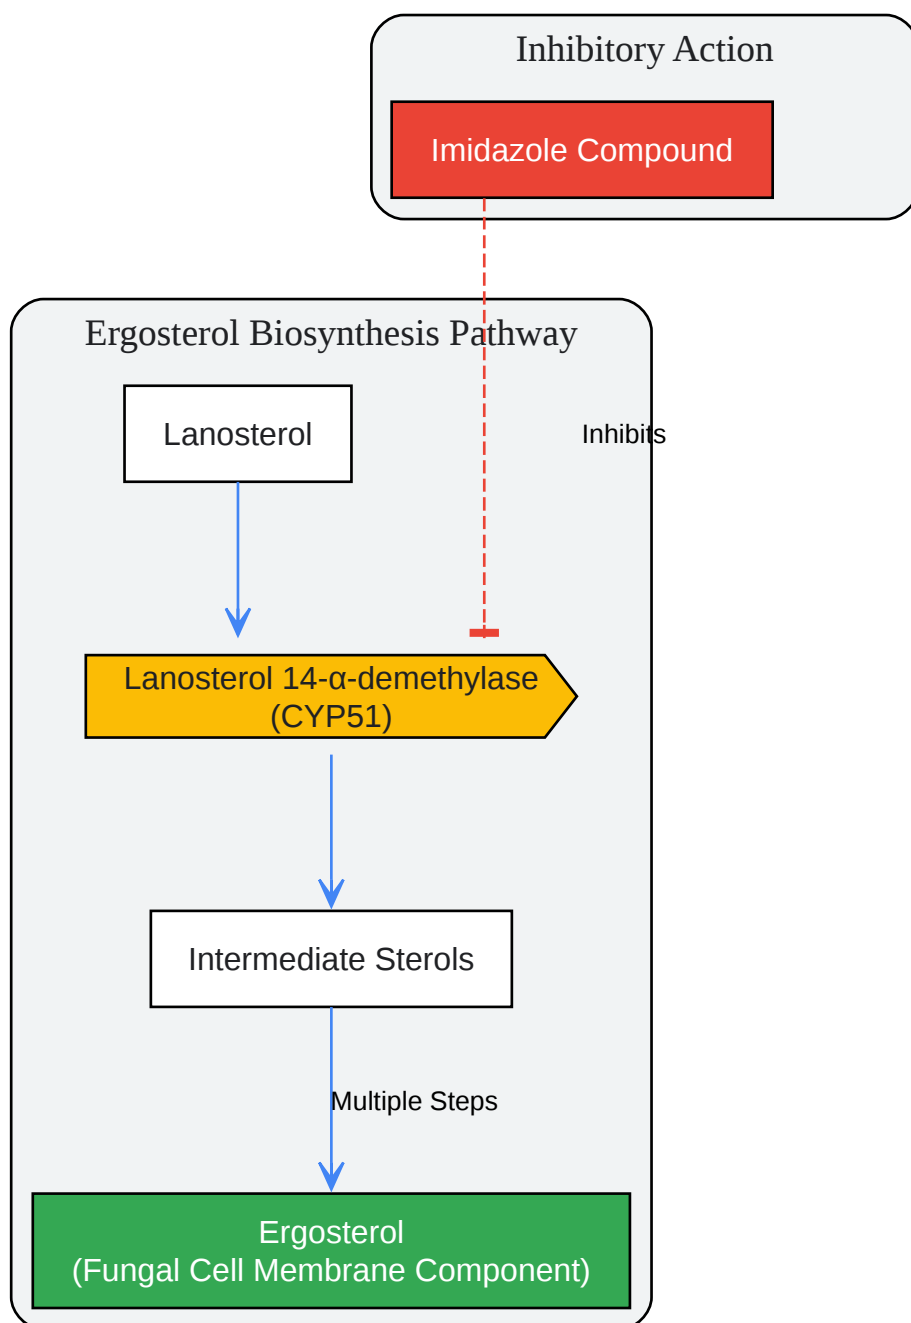 Inhibitory Action
Imidazole Compound
Ergosterol Biosynthesis Pathway
Lanosterol
Inhibits
Lanosterol 14-α-demethylase
(CYP51)
Intermediate Sterols
Multiple Steps
Ergosterol
(Fungal Cell Membrane Component)